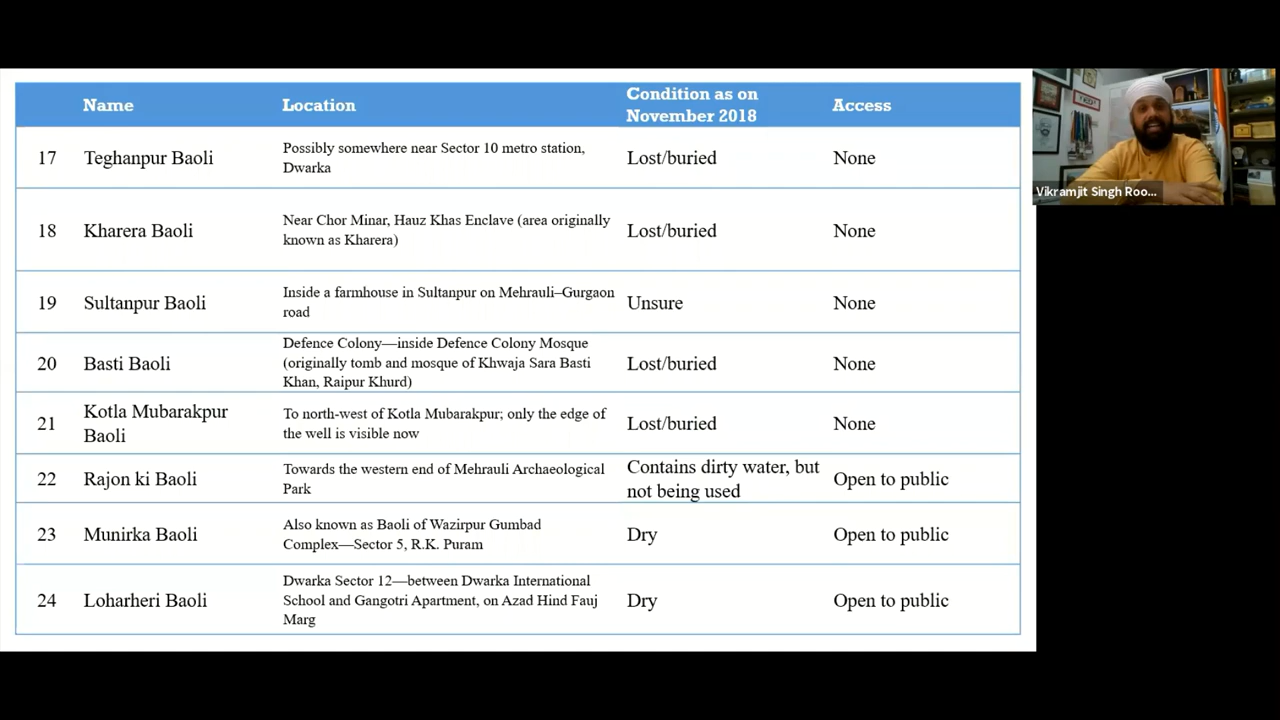 Name Location Condition as on November 2018 Access
17 Teghanpur Baoli Possibly somewhere near Sector 10 metro station, Dwarka Lost/buried None
18 Kharera Baoli Near Chor Minar, Hauz Khas Enclave (area originally known as Kharera) Lost/buried None
19 Sultanpur Baoli Inside a farmhouse in Sultanpur on Mehrauli–Gurgaon road Unsure None
20 Basti Baoli Defence Colony—inside Defence Colony Mosque (originally tomb and mosque of Khwaja Sara Basti Khan, Raipur Khurd) Lost/buried None
21 Kotla Mubarakpur Baoli To north-west of Kotla Mubarakpur; only the edge of the well is visible now Lost/buried None
22 Rajon ki Baoli Towards the western end of Mehrauli Archaeological Park Contains dirty water, but not being used Open to public
23 Munirka Baoli Also known as Baoli of Wazirpur Gumbad Complex—Sector 5, R.K. Puram Dry Open to public
24 Loharheri Baoli Dwarka Sector 12—between Dwarka International School and Gangotri Apartment, on Azad Hind Fauj Marg Dry Open to public
Vikramjit Singh Roo...